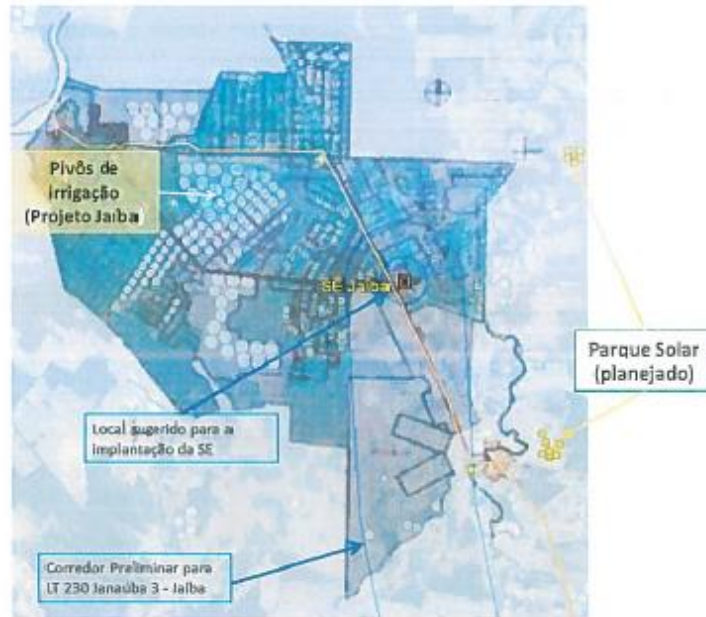 Pivôs de
irrigação
(Projeto Jaíba)
SE Jaíba
Parque Solar
(planejado)
Local sugerido para a
implantação da SE
Corredor Preliminar para
LT 230 Janaúba 3 - Jaíba